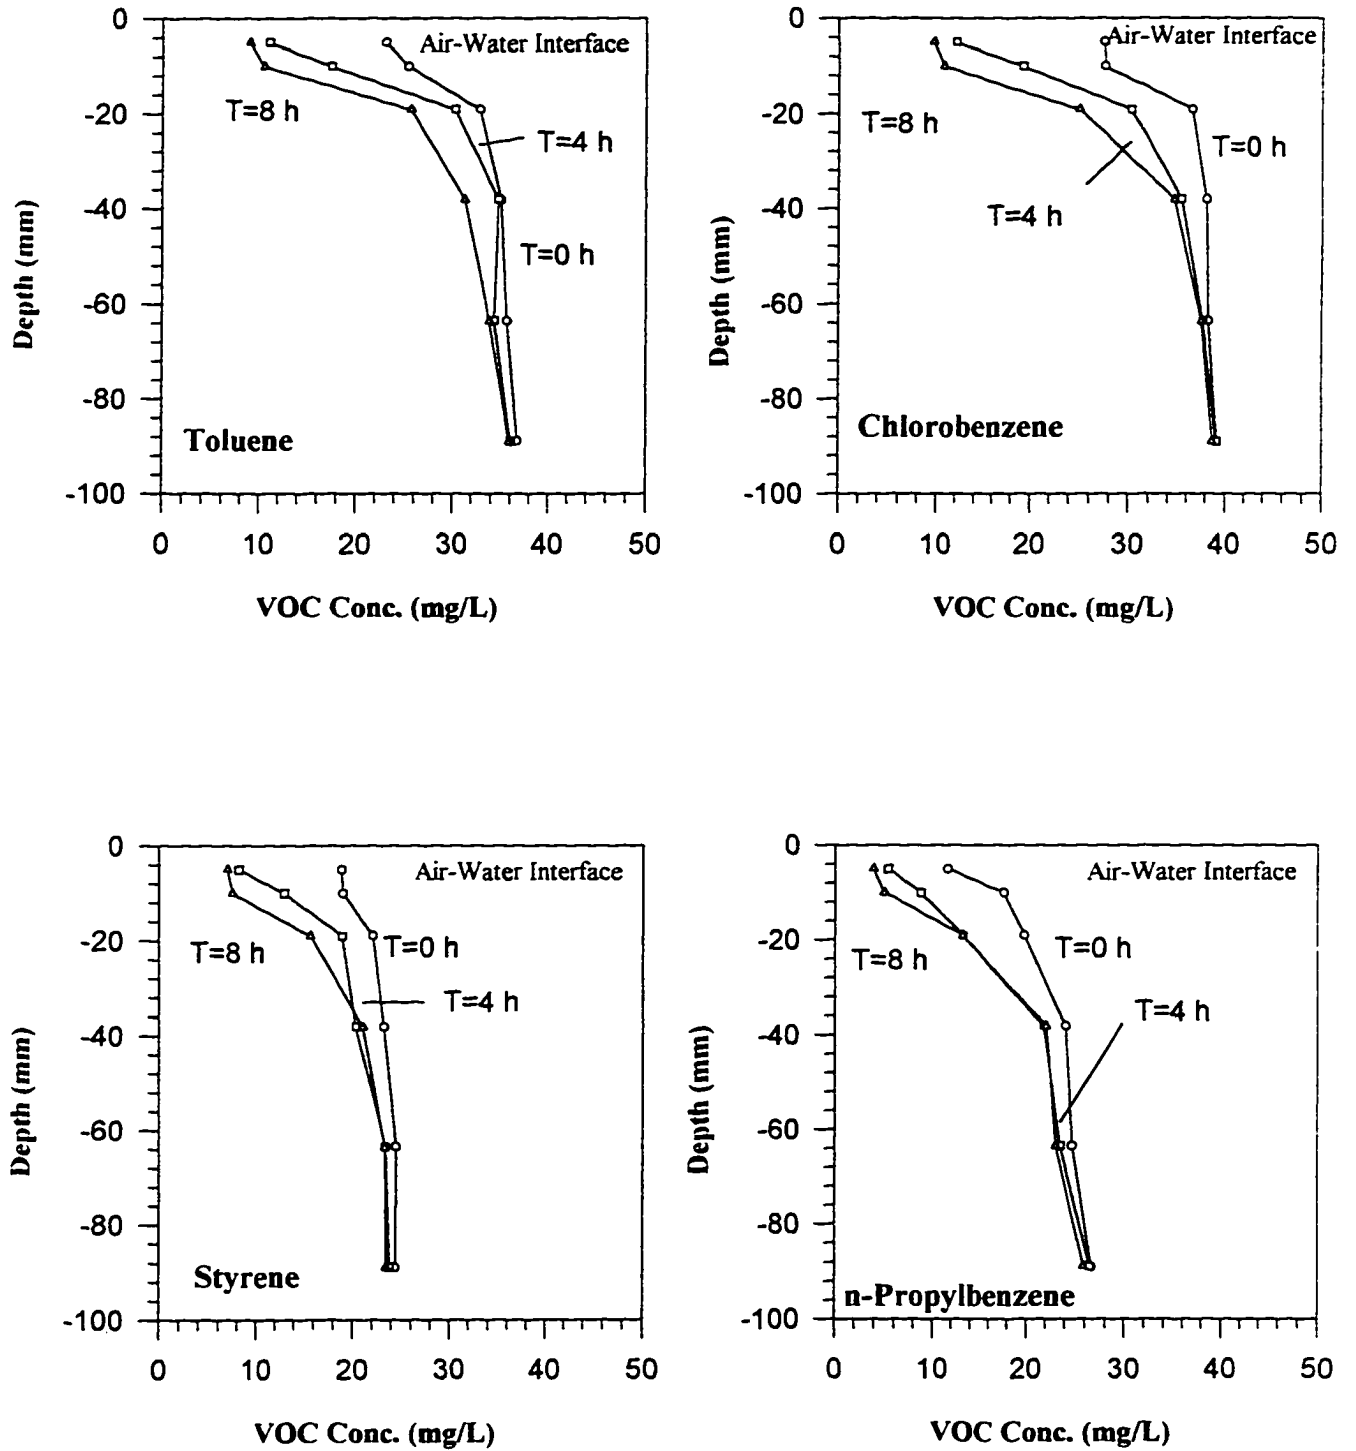 0
-20
-40
-60
-80
-100
Depth (mm)
Air-Water Interface
T=8 h
T=4 h
T=0 h
Toluene
0 10 20 30 40 50
VOC Conc. (mg/L)
0
-20
-40
-60
-80
-100
Depth (mm)
Air-Water Interface
T=8 h
T=0 h
T=4 h
Chlorobenzene
0 10 20 30 40 50
VOC Conc. (mg/L)
0
-20
-40
-60
-80
-100
Depth (mm)
Air-Water Interface
T=8 h
T=0 h
T=4 h
Styrene
0 10 20 30 40 50
VOC Conc. (mg/L)
0
-20
-40
-60
-80
-100
Depth (mm)
Air-Water Interface
T=8 h
T=0 h
T=4 h
n-Propylbenzene
0 10 20 30 40 50
VOC Conc. (mg/L)